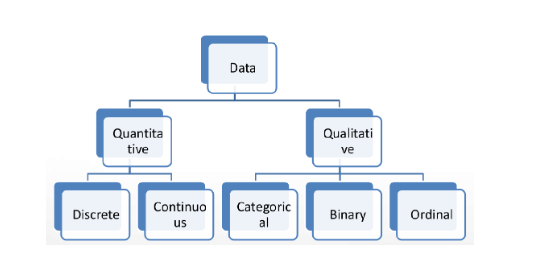 Data
Quantita
tive
Qualitati
ve
Discrete
Continuo
us
Categoric
al
Binary
Ordinal